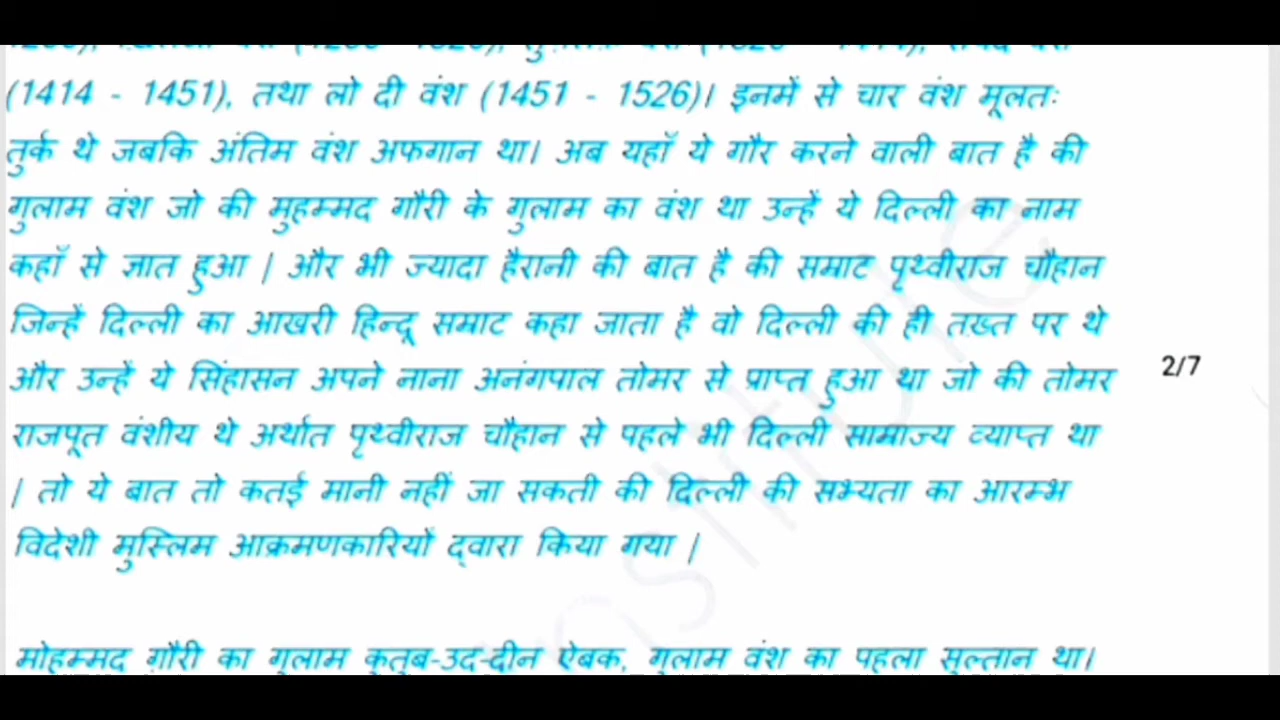 (1414 - 1451), तथा लो दी वंश (1451 - 1526)। इनमें से चार वंश मूलतः
तुर्क थे जबकि अंतिम वंश अफगान था। अब यहाँ ये गौर करने वाली बात है की
गुलाम वंश जो की मुहम्मद गौरी के गुलाम का वंश था उन्हें ये दिल्ली का नाम
कहाँ से ज्ञात हुआ | और भी ज्यादा हैरानी की बात है की सम्राट पृथ्वीराज चौहान
जिन्हें दिल्ली का आखरी हिन्दू सम्राट कहा जाता है वो दिल्ली की ही तख़्त पर थे
और उन्हें ये सिंहासन अपने नाना अनंगपाल तोमर से प्राप्त हुआ था जो की तोमर
2/7
राजपूत वंशीय थे अर्थात पृथ्वीराज चौहान से पहले भी दिल्ली साम्राज्य व्याप्त था
| तो ये बात तो कतई मानी नहीं जा सकती की दिल्ली की सभ्यता का आरम्भ
विदेशी मुस्लिम आक्रमणकारियों द्वारा किया गया |
मोहम्मद ग़ौरी का गुलाम कुतुब-उद-दीन ऐबक, गुलाम वंश का पहला सुल्तान था।